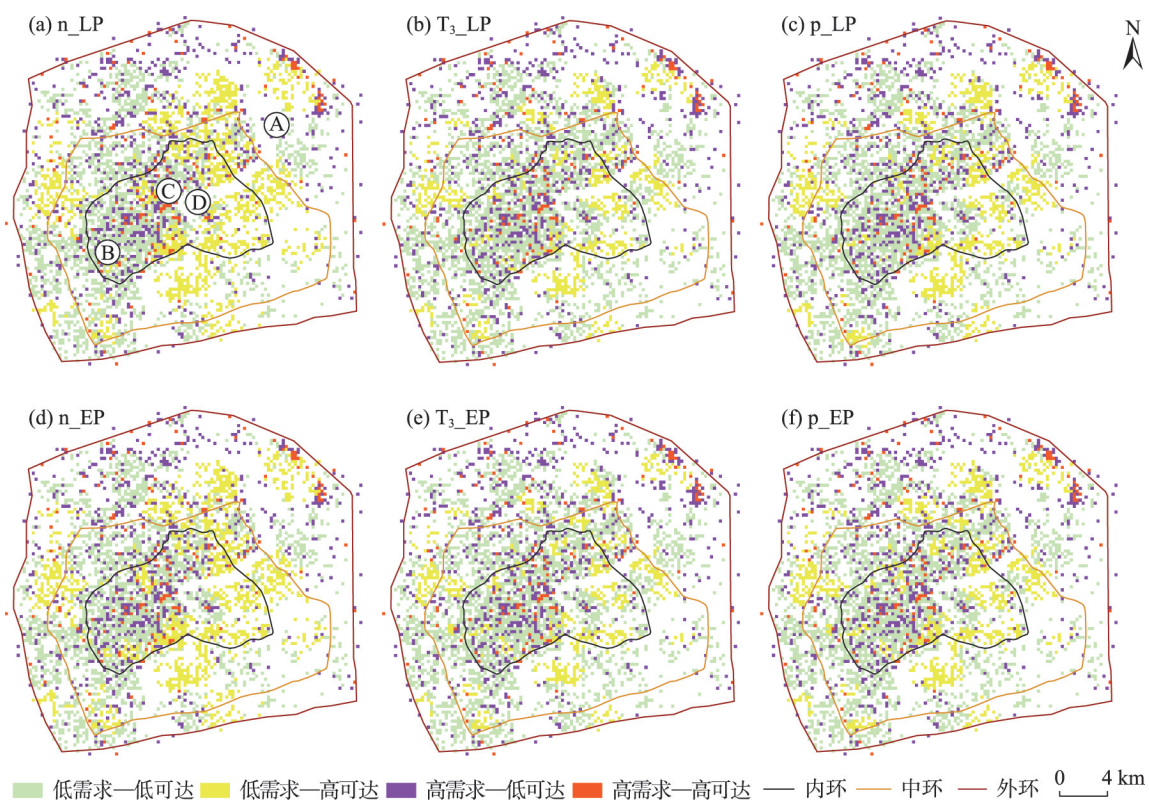 (a) n_LP
(b) T₃_LP
(c) p_LP
N
A
C
D
B
(d) n_EP
(e) T₃_EP
(f) p_EP
低需求—低可达 低需求—高可达 高需求—低可达 高需求—高可达 内环 中环 外环 0 4 km